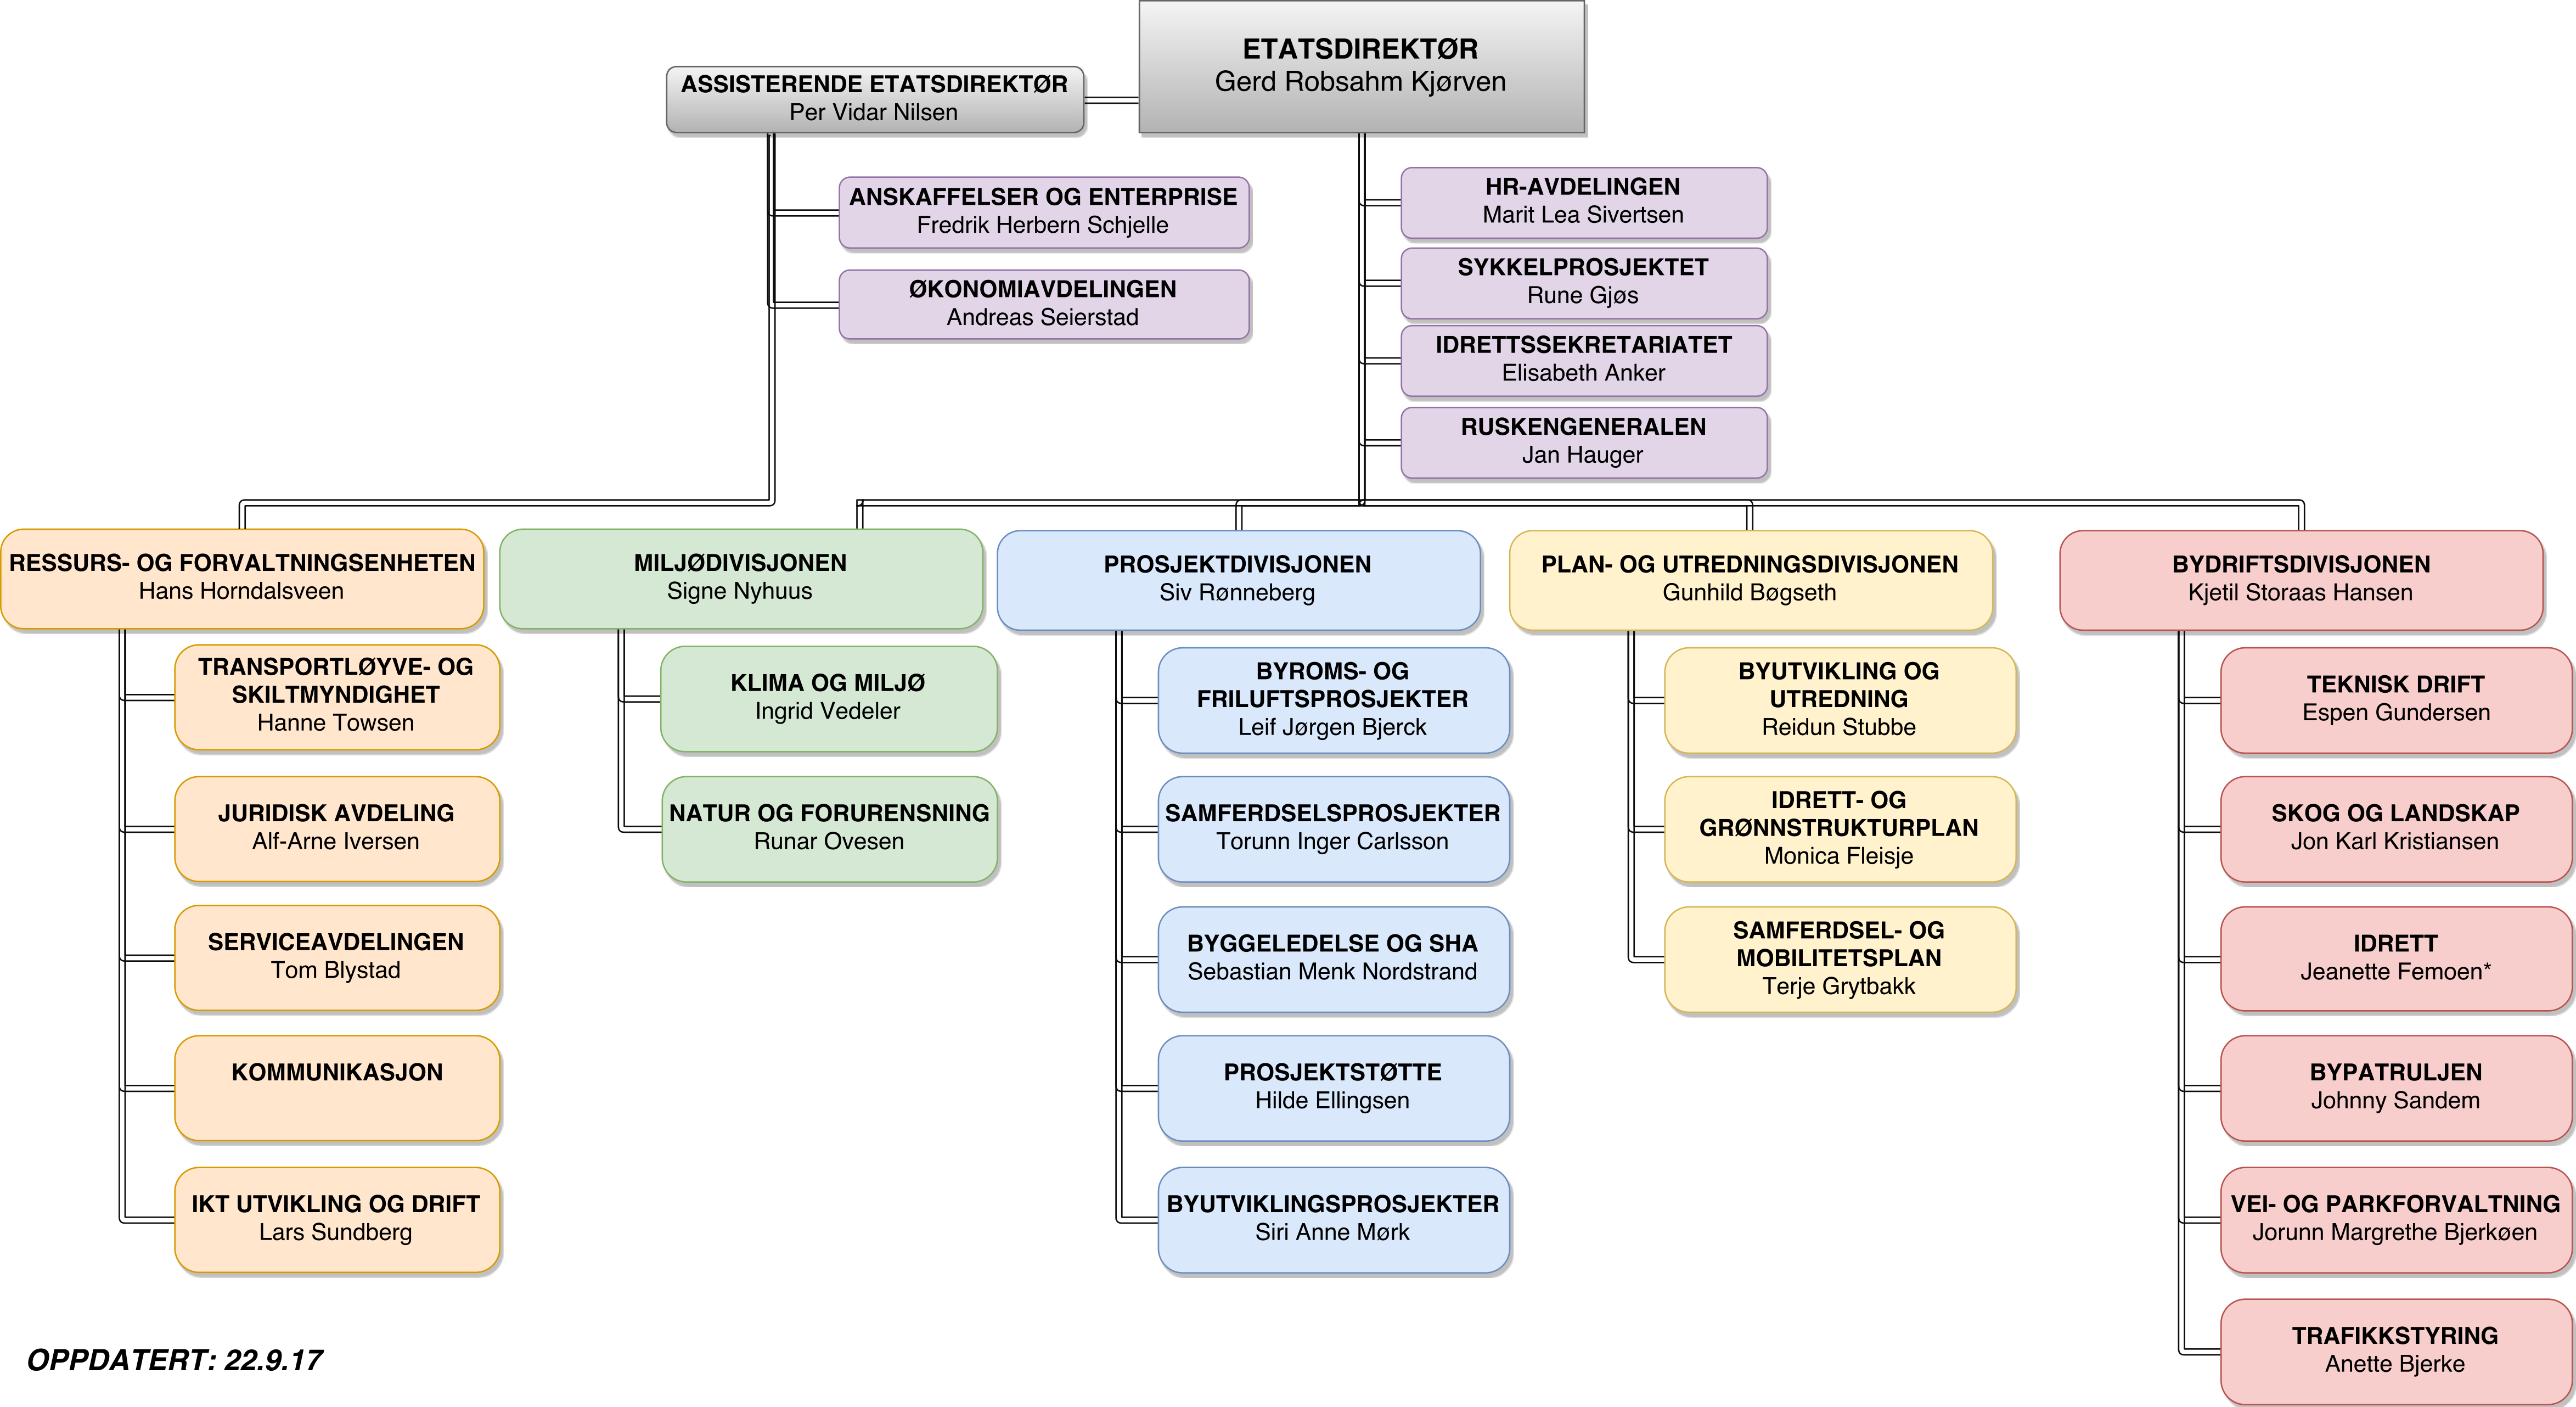 ETATSDIREKTØR
Gerd Robsahm Kjørven
ASSISTERENDE ETATSDIREKTØR
Per Vidar Nilsen
ANSKAFFELSER OG ENTERPRISE
Fredrik Herbern Schjelle
ØKONOMIAVDELINGEN
Andreas Seierstad
HR-AVDELINGEN
Marit Lea Sivertsen
SYKKELPROSJEKTET
Rune Gjøs
IDRETTSSEKRETARIATET
Elisabeth Anker
RUSKENGENERALEN
Jan Hauger
RESSURS- OG FORVALTNINGSENHETEN
Hans Horndalsveen
TRANSPORTLØYVE- OG
SKILTMYNDIGHET
Hanne Towsen
JURIDISK AVDELING
Alf-Arne Iversen
SERVICEAVDELINGEN
Tom Blystad
KOMMUNIKASJON
IKT UTVIKLING OG DRIFT
Lars Sundberg
MILJØDIVISJONEN
Signe Nyhuus
KLIMA OG MILJØ
Ingrid Vedeler
NATUR OG FORURENSNING
Runar Ovesen
PROSJEKTDIVISJONEN
Siv Rønneberg
BYROMS- OG
FRILUFTSPROSJEKTER
Leif Jørgen Bjerck
SAMFERDSELSPROSJEKTER
Torunn Inger Carlsson
BYGGELEDELSE OG SHA
Sebastian Menk Nordstrand
PROSJEKTSTØTTE
Hilde Ellingsen
BYUTVIKLINGSPROSJEKTER
Siri Anne Mørk
PLAN- OG UTREDNINGSDIVISJONEN
Gunhild Bøgseth
BYUTVIKLING OG
UTREDNING
Reidun Stubbe
IDRETT- OG
GRØNNSTRUKTURPLAN
Monica Fleisje
SAMFERDSEL- OG
MOBILITETSPLAN
Terje Grytbakk
BYDRIFTSDIVISJONEN
Kjetil Storaas Hansen
TEKNISK DRIFT
Espen Gundersen
SKOG OG LANDSKAP
Jon Karl Kristiansen
IDRETT
Jeanette Femoen*
BYPATRULJEN
Johnny Sandem
VEI- OG PARKFORVALTNING
Jorunn Margrethe Bjerkøen
TRAFIKKSTYRING
Anette Bjerke
OPPDATERT: 22.9.17